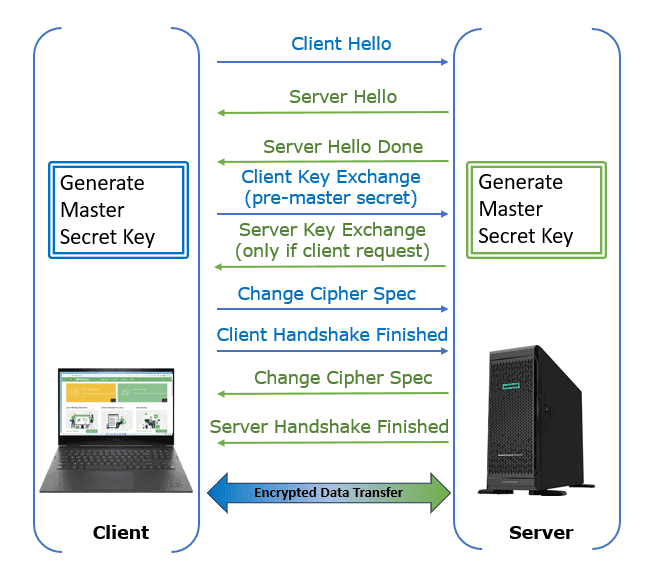 Client Hello
Server Hello
Server Hello Done
Generate
Master
Secret Key
Client Key Exchange
(pre-master secret)
Generate
Master
Secret Key
Server Key Exchange
(only if client request)
Change Cipher Spec
Client Handshake Finished
Change Cipher Spec
Server Handshake Finished
Encrypted Data Transfer
Client
Server